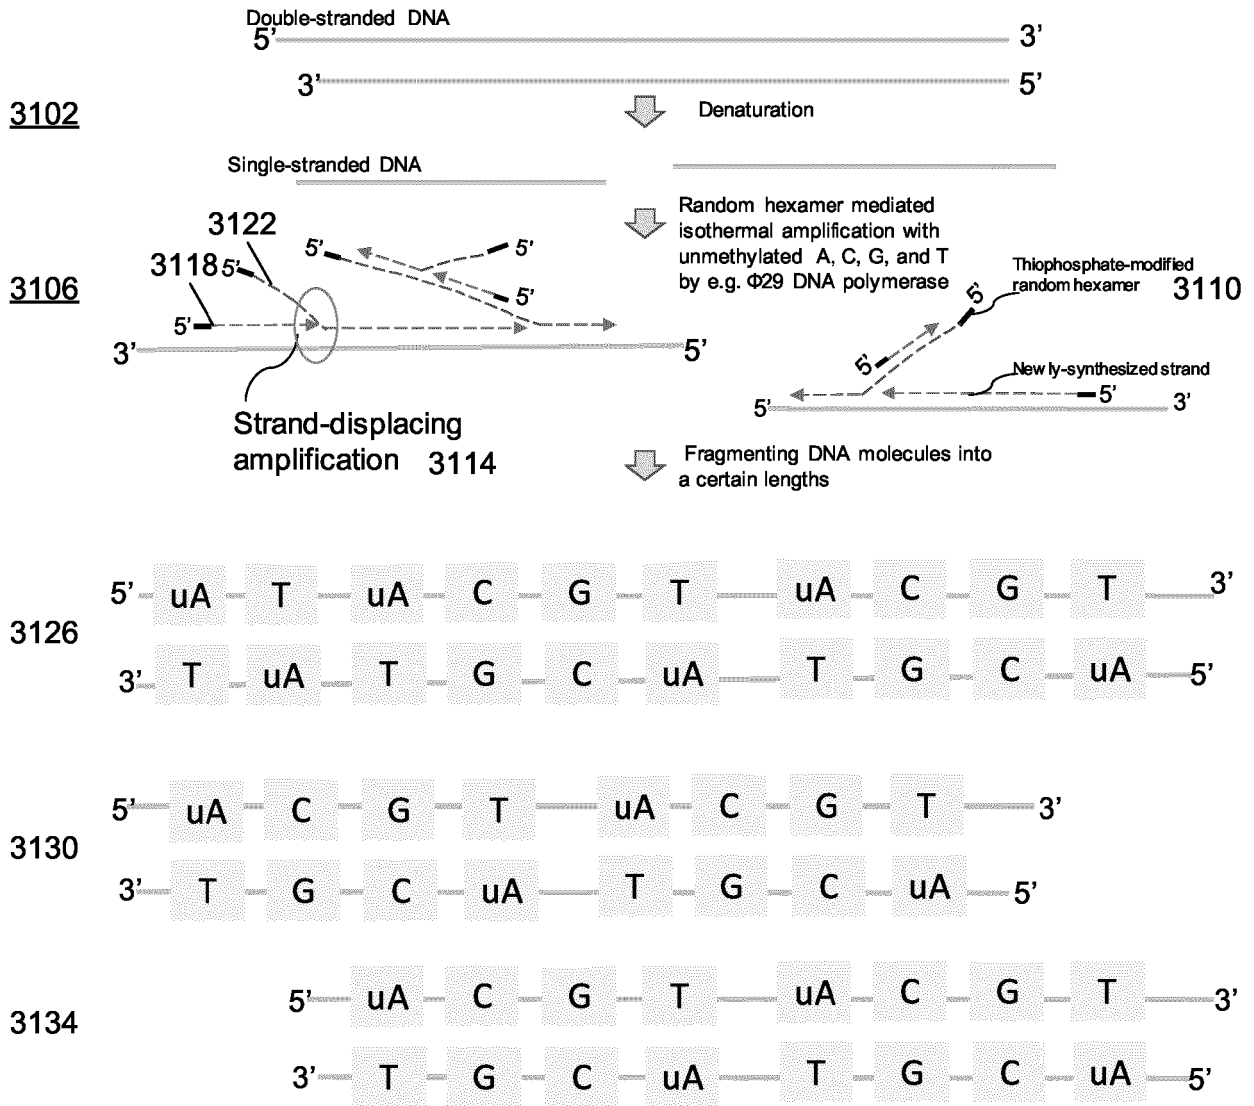 Double-stranded DNA
5' 3'
3' 5'
3102
Denaturation
Single-stranded DNA
Random hexamer mediated
isothermal amplification with
unmethylated A, C, G, and T
by e.g. Φ29 DNA polymerase
3122
5' 5'
3118 5'
3106
5'
5'
3' 5'
Thiophosphate-modified
random hexamer 3110
5'
5'
Newly-synthesized strand
5'
5' 3'
Strand-displacing
amplification 3114
Fragmenting DNA molecules into
a certain lengths
5' uA T uA C G T uA C G T 3'
3126
3' T uA T G C uA T G C uA 5'
5' uA C G T uA C G T 3'
3130
3' T G C uA T G C uA 5'
5' uA C G T uA C G T 3'
3134
3' T G C uA T G C uA 5'